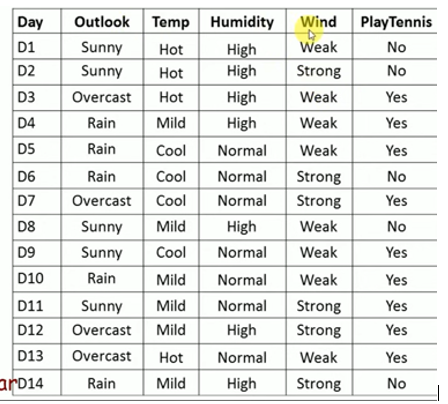 Day Outlook Temp Humidity Wind PlayTennis
D1 Sunny Hot High Weak No
D2 Sunny Hot High Strong No
D3 Overcast Hot High Weak Yes
D4 Rain Mild High Weak Yes
D5 Rain Cool Normal Weak Yes
D6 Rain Cool Normal Strong No
D7 Overcast Cool Normal Strong Yes
D8 Sunny Mild High Weak No
D9 Sunny Cool Normal Weak Yes
D10 Rain Mild Normal Weak Yes
D11 Sunny Mild Normal Strong Yes
D12 Overcast Mild High Strong Yes
D13 Overcast Hot Normal Weak Yes
ar D14 Rain Mild High Strong No